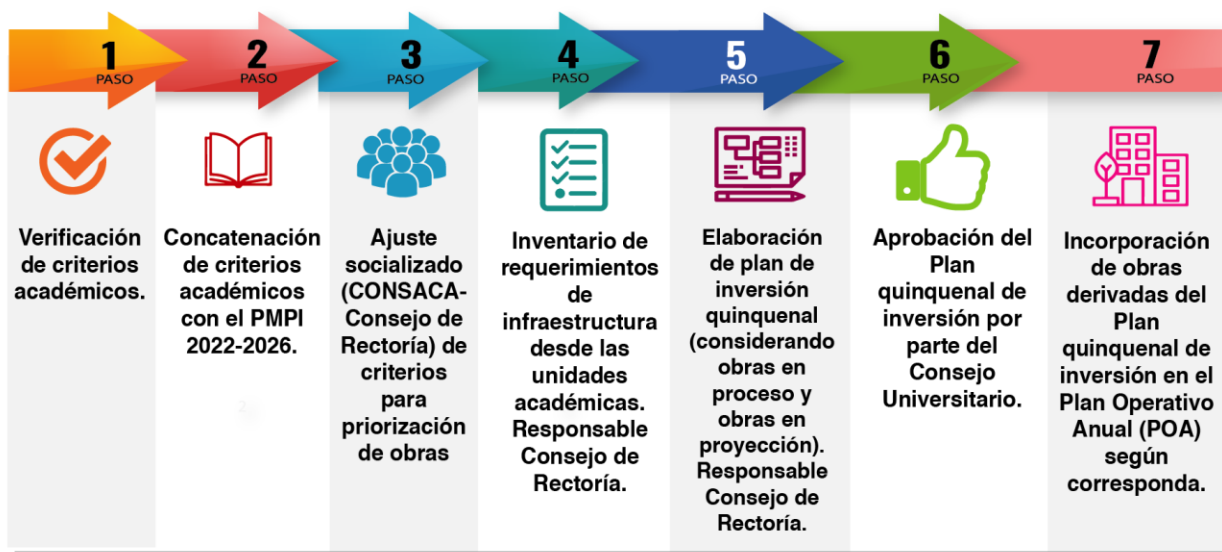 1
PASO
2
PASO
3
PASO
4
PASO
5
PASO
6
PASO
7
PASO
Verificación
de criterios
académicos.
Concatenación
de criterios
académicos
con el PMPI
2022-2026.
2
Ajuste
socializado
(CONSACA-
Consejo de
Rectoría) de
criterios
para
priorización
de obras
Inventario de
requerimientos
de
infraestructura
desde las
unidades
académicas.
Responsable
Consejo de
Rectoría.
Elaboración
de plan de
inversión
quinquenal
(considerando
obras en
proceso y
obras en
proyección).
Responsable
Consejo de
Rectoría.
Aprobación del
Plan
quinquenal de
inversión por
parte del
Consejo
Universitario.
Incorporación
de obras
derivadas del
Plan
quinquenal de
inversión en el
Plan Operativo
Anual (POA)
según
corresponda.